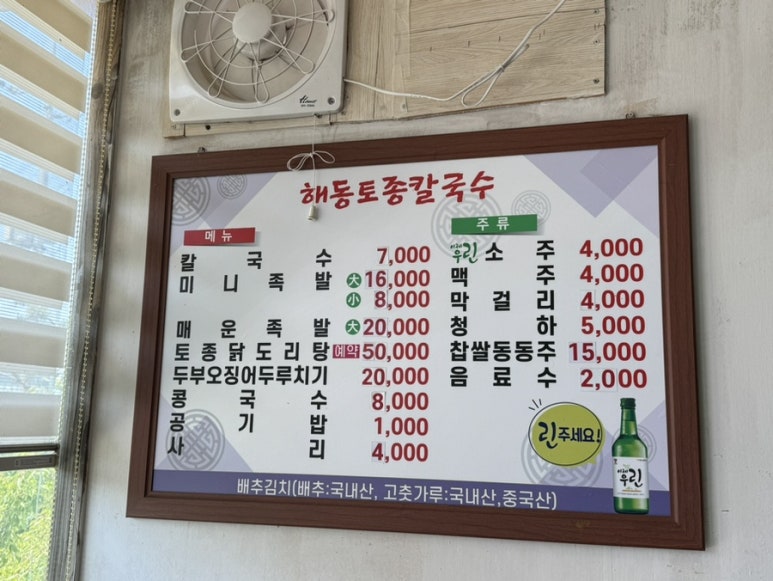 해동토종칼국수
메뉴
칼국수 7,000
미니족발 大 16,000
小 8,000
매운족발 大 20,000
토종닭도리탕 예약 50,000
두부오징어두루치기 20,000
콩국수 8,000
공기밥 1,000
사리 4,000
주류
이제우린 소주 4,000
맥주 4,000
막걸리 4,000
청하 5,000
찹쌀동동주 15,000
음료수 2,000
린주세요!
이제우린
배추김치(배추:국내산, 고춧가루:국내산,중국산)